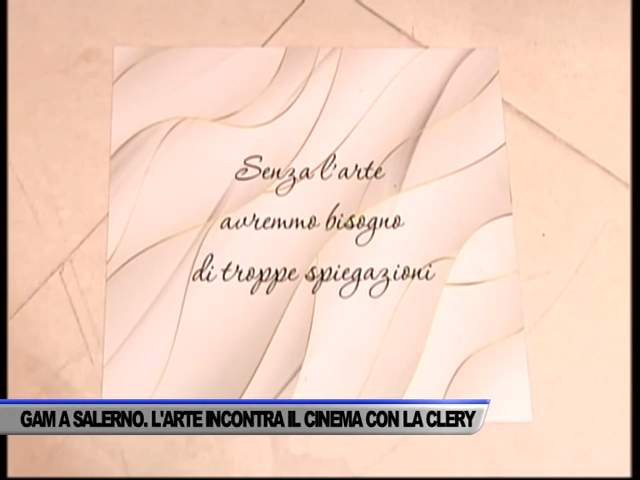 Senza l'arte
avremmo bisogno
di troppe spiegazioni
GAM A SALERNO. L'ARTE INCONTRA IL CINEMA CON LA CLERY